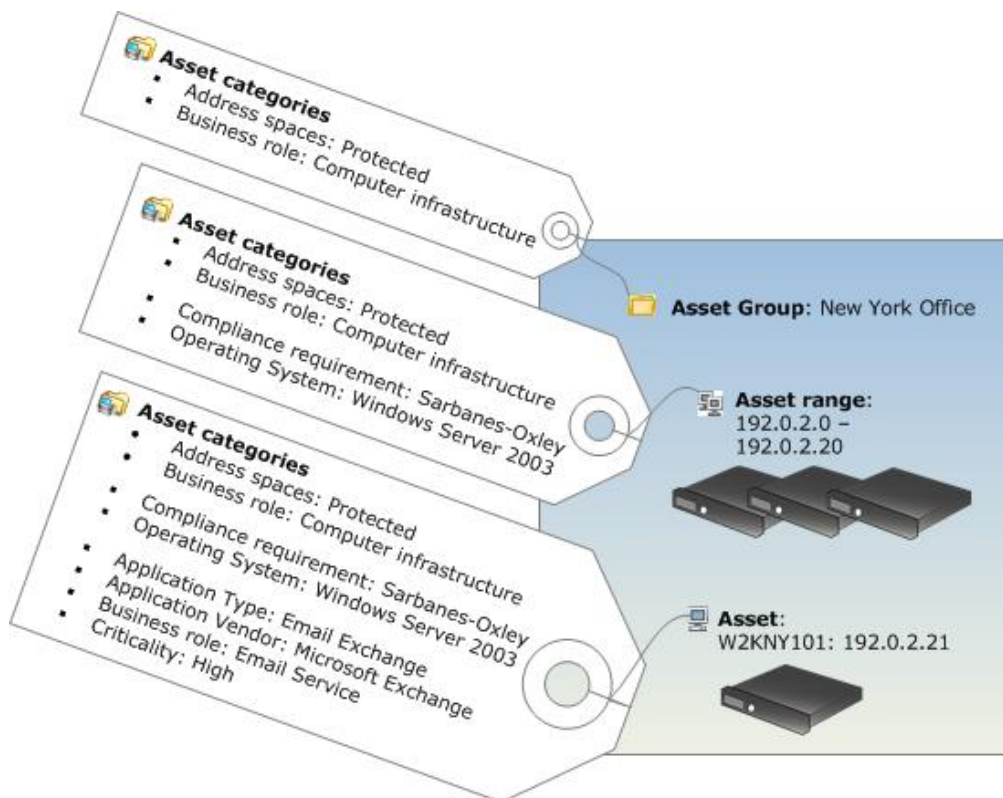 Asset categories
▪ Address spaces: Protected
▪ Business role: Computer infrastructure
Asset Group: New York Office
Asset categories
▪ Address spaces: Protected
▪ Business role: Computer infrastructure
▪ Compliance requirement: Sarbanes-Oxley
▪ Operating System: Windows Server 2003
Asset range:
192.0.2.0 –
192.0.2.20
Asset categories
▪ Address spaces: Protected
▪ Business role: Computer infrastructure
▪ Compliance requirement: Sarbanes-Oxley
▪ Operating System: Windows Server 2003
▪ Application Type: Email Exchange
▪ Application Vendor: Microsoft Exchange
▪ Business role: Email Service
▪ Criticality: High
Asset:
W2KNY101: 192.0.2.21